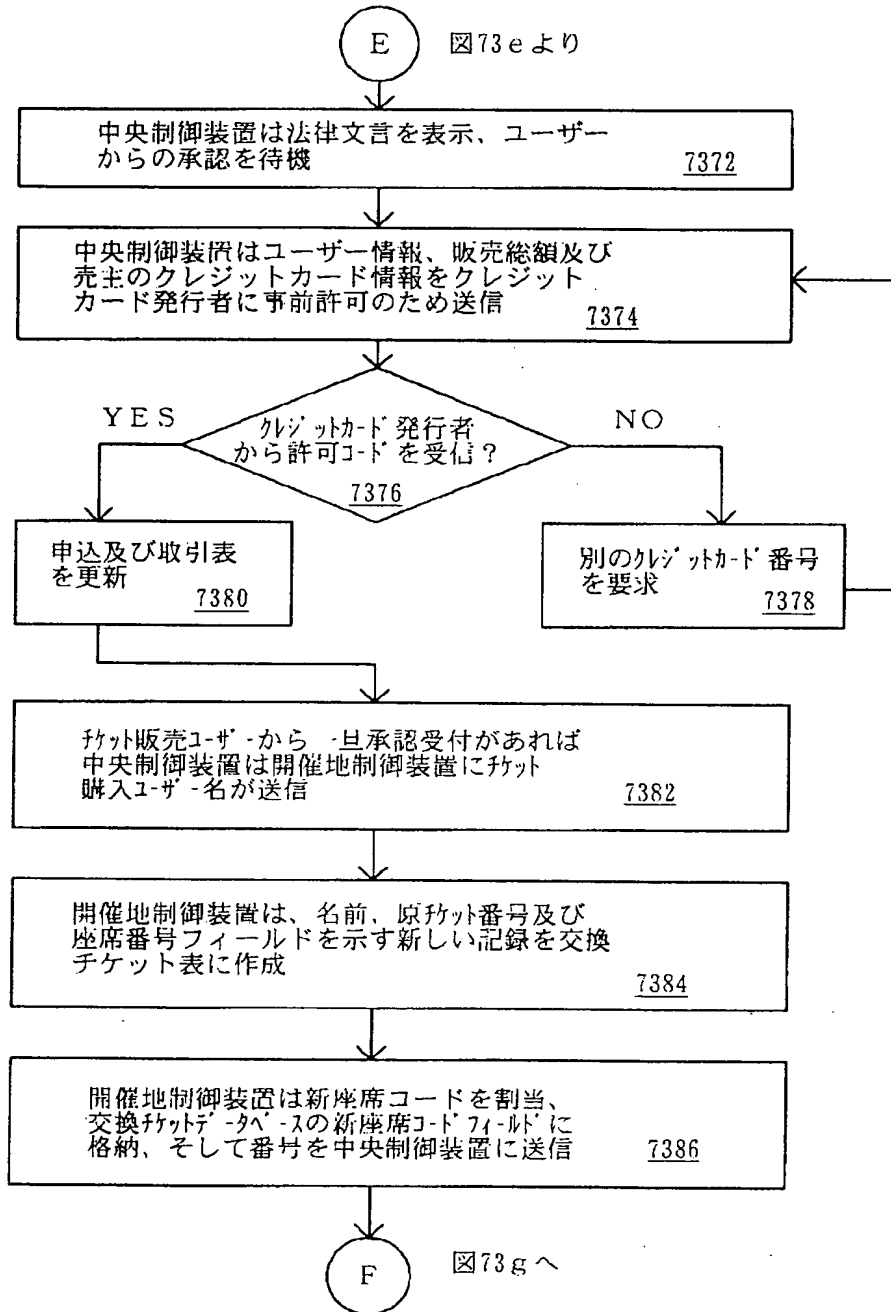 E
図73eより
中央制御装置は法律文言を表示、ユーザー
からの承認を待機
7372
中央制御装置はユーザー情報、販売総額及び
売主のクレジットカード情報をクレジット
カード発行者に事前許可のため送信
7374
YES
NO
クレジットカード発行者
から許可コードを受信?
7376
申込及び取引表
を更新
7380
別のクレジットカード番号
を要求
7378
チケット販売ユーザーから一旦承認受付があれば
中央制御装置は開催地制御装置にチケット
購入ユーザー名が送信
7382
開催地制御装置は、名前、原チケット番号及び
座席番号フィールドを示す新しい記録を交換
チケット表に作成
7384
開催地制御装置は新座席コードを割当、
交換チケットデータベースの新座席コードフィールドに
格納、そして番号を中央制御装置に送信
7386
F
図73gへ